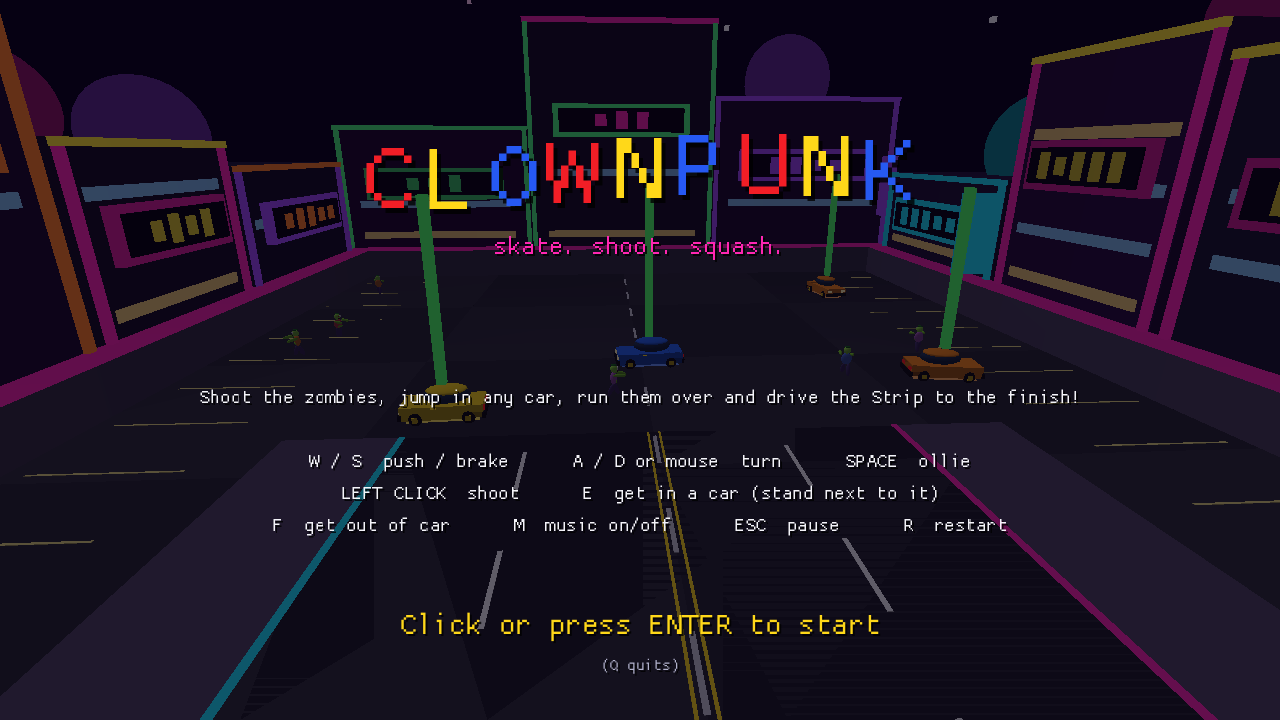 CLOWNPUNK
skate. shoot. squash.
Shoot the zombies, jump in any car, run them over and drive the Strip to the finish!
W / S push / brake A / D or mouse turn SPACE ollie
LEFT CLICK shoot E get in a car (stand next to it)
F get out of car M music on/off ESC pause R restart
Click or press ENTER to start
(Q quits)